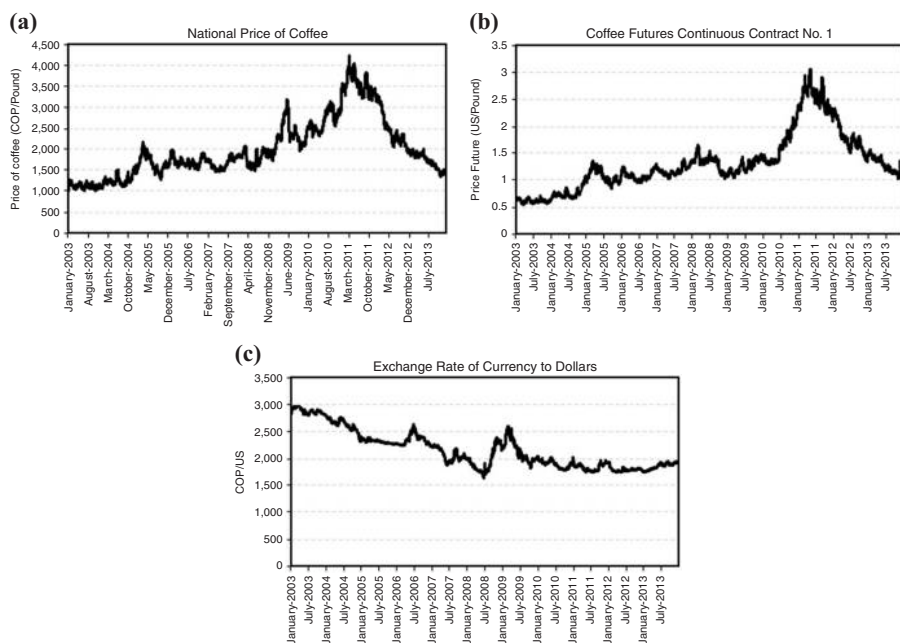 (a)
National Price of Coffee
Price of coffee (COP/Pound)
4,500
4,000
3,500
3,000
2,500
2,000
1,500
1,000
500
0
January-2003
August-2003
March-2004
October-2004
May-2005
December-2005
July-2006
February-2007
September-2007
April-2008
November-2008
June-2009
January-2010
August-2010
March-2011
October-2011
May-2012
December-2012
July-2013
(b)
Coffee Futures Continuous Contract No. 1
Price Future (US/Pound)
3.5
3
2.5
2
1.5
1
0.5
0
January-2003
July-2003
January-2004
July-2004
January-2005
July-2005
January-2006
July-2006
January-2007
July-2007
January-2008
July-2008
January-2009
July-2009
January-2010
July-2010
January-2011
July-2011
January-2012
July-2012
January-2013
July-2013
(c)
Exchange Rate of Currency to Dollars
COP/US
3,500
3,000
2,500
2,000
1,500
1,000
500
0
January-2003
July-2003
January-2004
July-2004
January-2005
July-2005
January-2006
July-2006
January-2007
July-2007
January-2008
July-2008
January-2009
July-2009
January-2010
July-2010
January-2011
July-2011
January-2012
July-2012
January-2013
July-2013